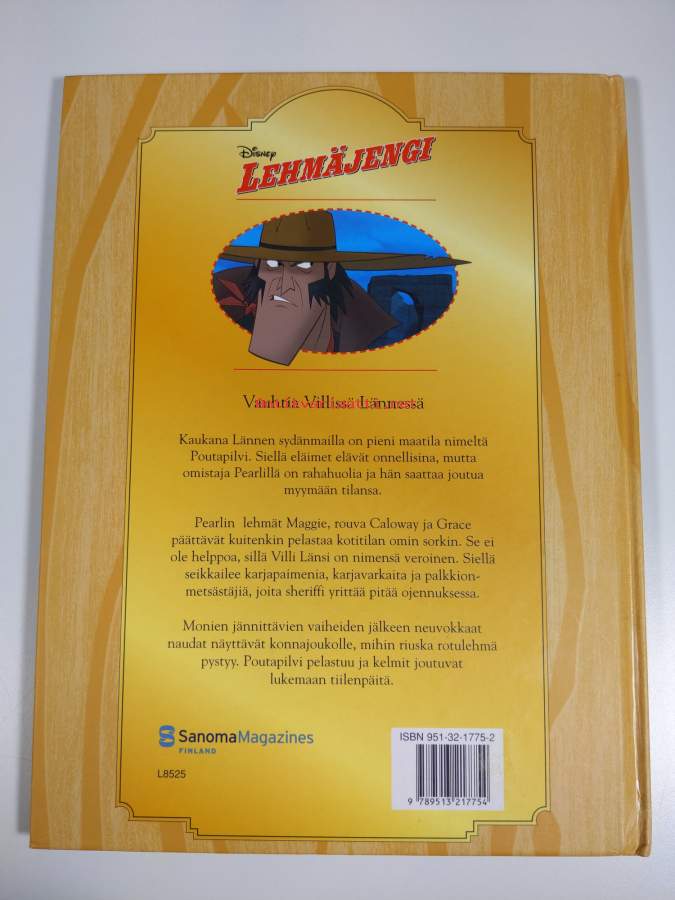 Disney
LEHMÄJENGI
Vauhtia Villissä Lännessä
Kaukana Lännen sydänmailla on pieni maatila nimeltä
Poutapilvi. Siellä eläimet elävät onnellisina, mutta
omistaja Pearlillä on rahahuolia ja hän saattaa joutua
myymään tilansa.
Pearlin lehmät Maggie, rouva Caloway ja Grace
päättävät kuitenkin pelastaa kotitilan omin sorkin. Se ei
ole helppoa, sillä Villi Länsi on nimensä veroinen. Siellä
seikkailee karjapaimenia, karjavarkaita ja palkkion-
metsästäjiä, joita sheriffi yrittää pitää ojennuksessa.
Monien jännittävien vaiheiden jälkeen neuvokkaat
naudat näyttävät konnajoukolle, mihin riuska rotulehmä
pystyy. Poutapilvi pelastuu ja kelmit joutuvat
lukemaan tiilenpäitä.
SanomaMagazines
FINLAND
L8525
ISBN 951-32-1775-2
9 789513 217754